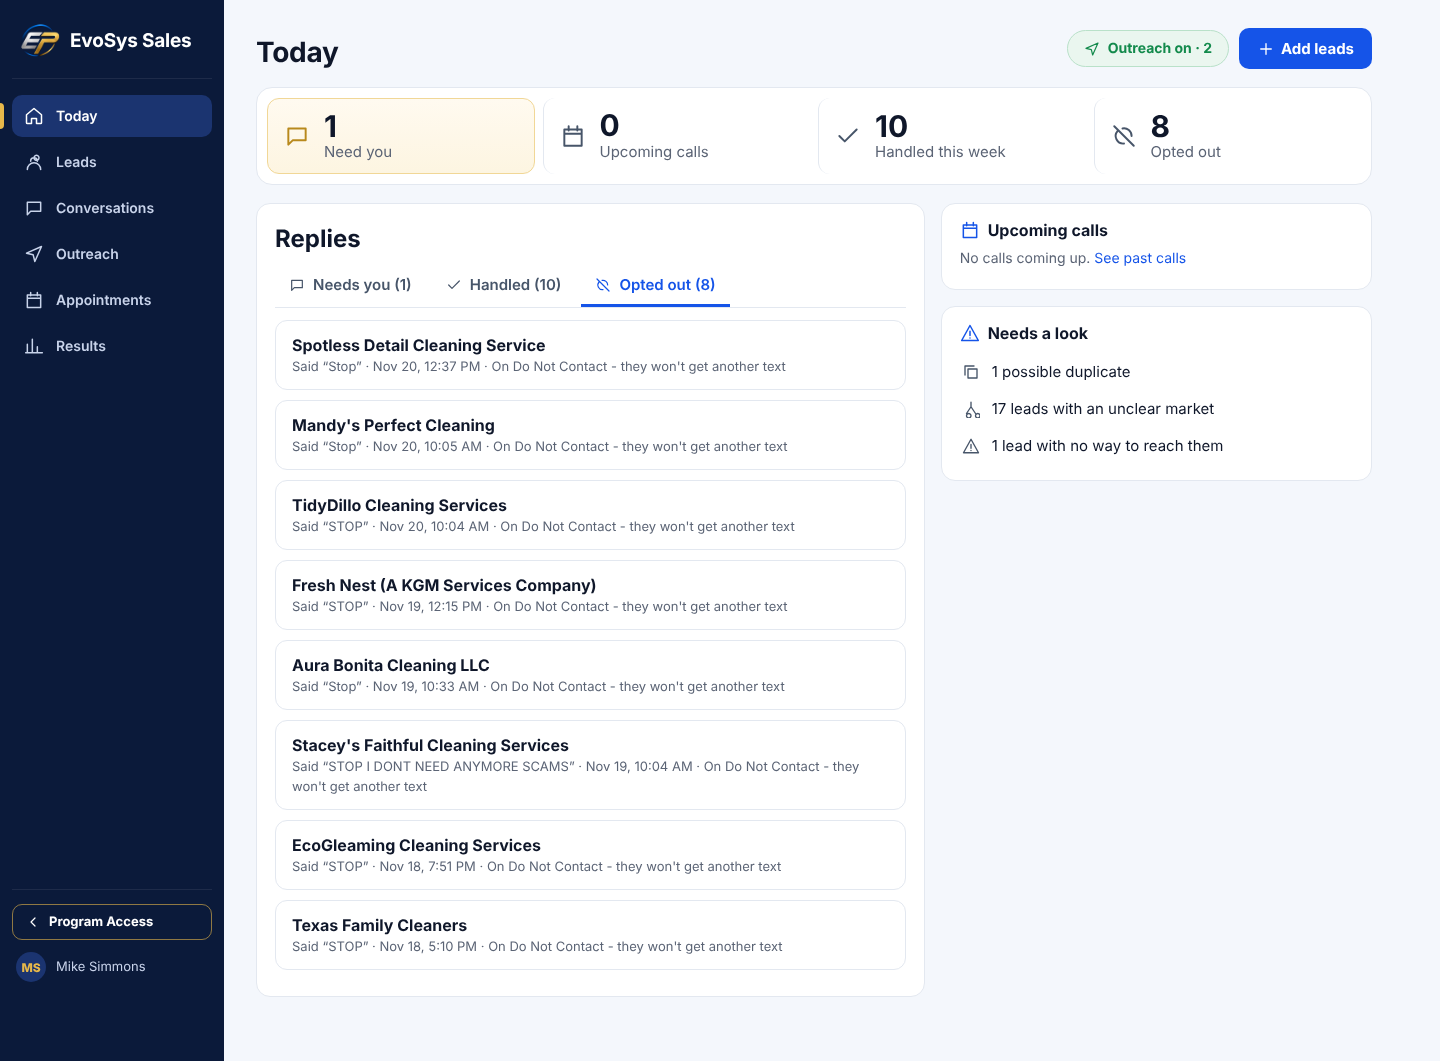 EP EvoSys Sales
Today
Leads
Conversations
Outreach
Appointments
Results
Program Access
MS Mike Simmons
Today
Outreach on · 2
Add leads
1
Need you
0
Upcoming calls
10
Handled this week
8
Opted out
Replies
Needs you (1)
Handled (10)
Opted out (8)
Spotless Detail Cleaning Service
Said “Stop” · Nov 20, 12:37 PM · On Do Not Contact - they won't get another text
Mandy's Perfect Cleaning
Said “Stop” · Nov 20, 10:05 AM · On Do Not Contact - they won't get another text
TidyDillo Cleaning Services
Said “STOP” · Nov 20, 10:04 AM · On Do Not Contact - they won't get another text
Fresh Nest (A KGM Services Company)
Said “STOP” · Nov 19, 12:15 PM · On Do Not Contact - they won't get another text
Aura Bonita Cleaning LLC
Said “Stop” · Nov 19, 10:33 AM · On Do Not Contact - they won't get another text
Stacey's Faithful Cleaning Services
Said “STOP I DONT NEED ANYMORE SCAMS” · Nov 19, 10:04 AM · On Do Not Contact - they
won't get another text
EcoGleaming Cleaning Services
Said “STOP” · Nov 18, 7:51 PM · On Do Not Contact - they won't get another text
Texas Family Cleaners
Said “STOP” · Nov 18, 5:10 PM · On Do Not Contact - they won't get another text
Upcoming calls
No calls coming up. See past calls
Needs a look
1 possible duplicate
17 leads with an unclear market
1 lead with no way to reach them